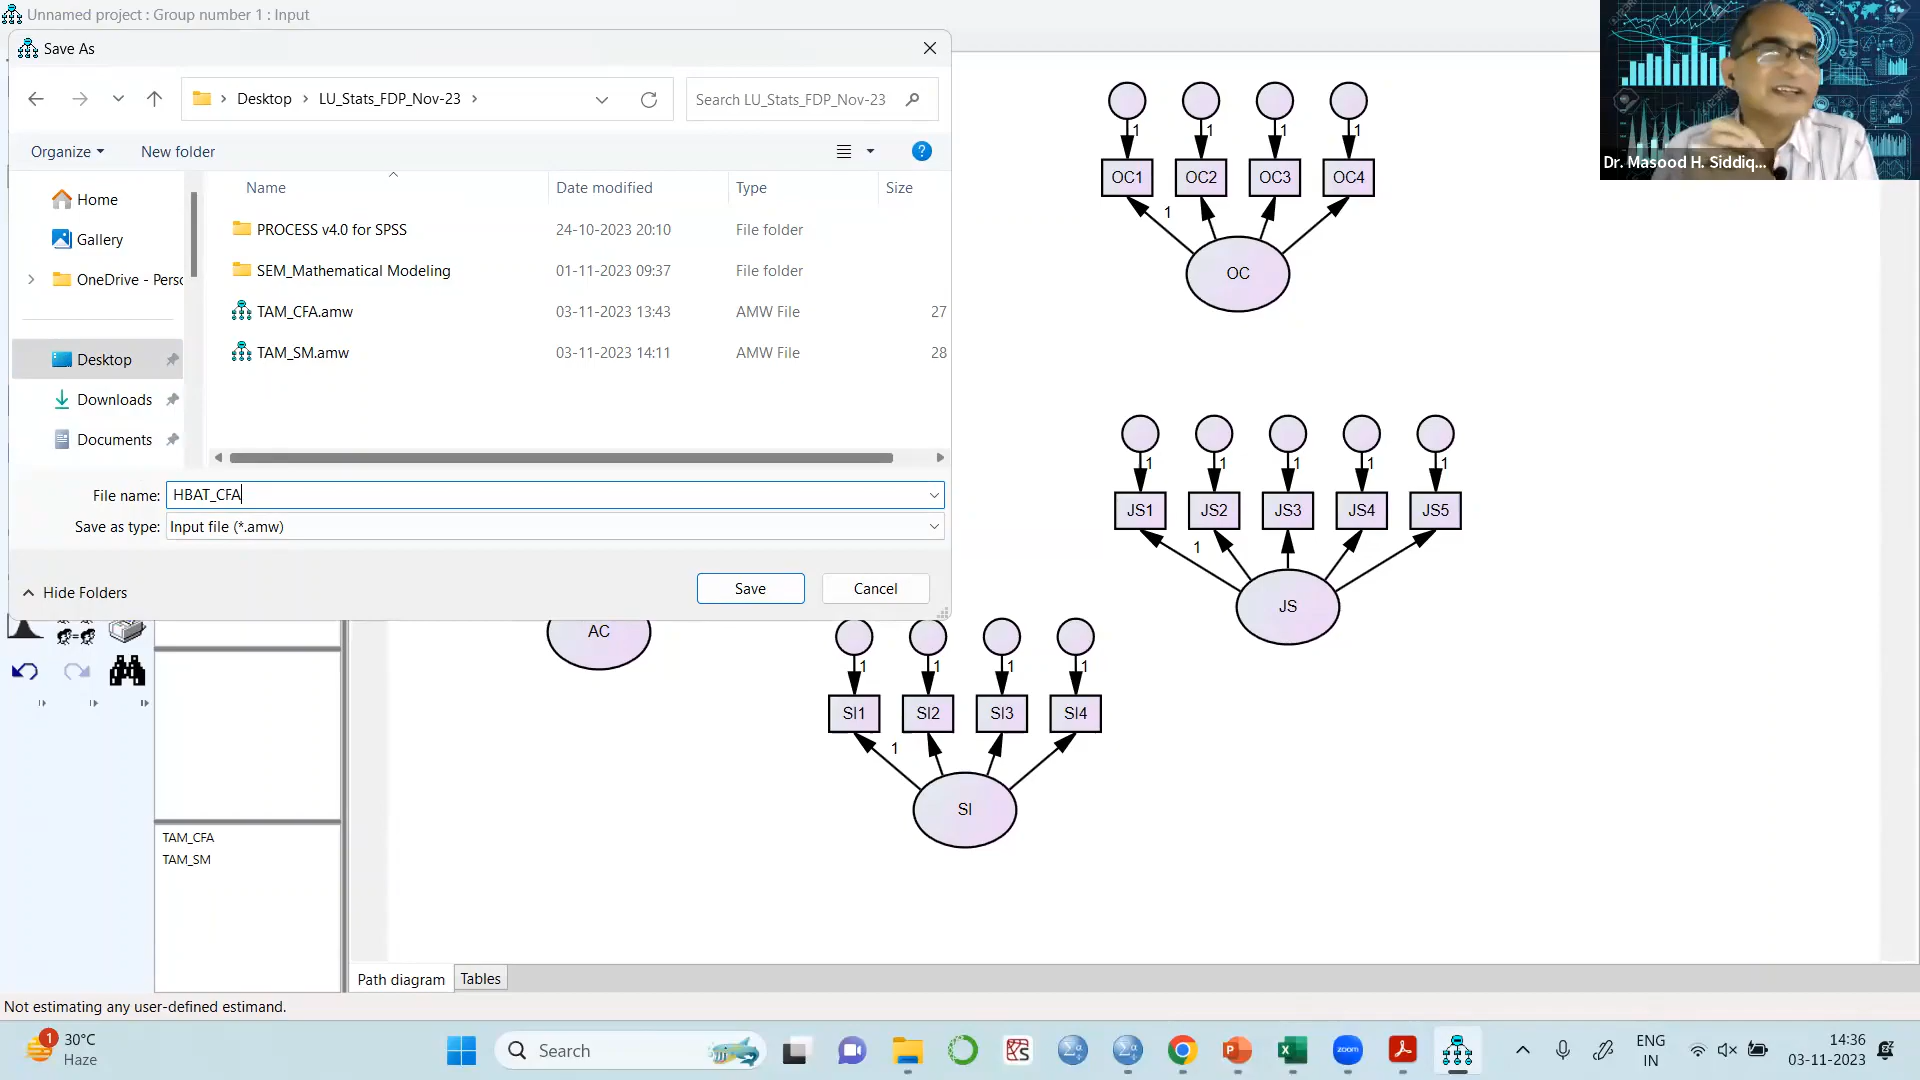 Unnamed project : Group number 1 : Input
Save As
Desktop
LU_Stats_FDP_Nov-23
Search LU_Stats_FDP_Nov-23
Organize
New folder
?
Name
Date modified
Type
Size
Home
Gallery
OneDrive - Perso
Desktop
Downloads
Documents
PROCESS v4.0 for SPSS
24-10-2023 20:10
File folder
SEM_Mathematical Modeling
01-11-2023 09:37
File folder
TAM_CFA.amw
03-11-2023 13:43
AMW File
27
TAM_SM.amw
03-11-2023 14:11
AMW File
28
File name:
HBAT_CFA
Save as type:
Input file (*.amw)
Hide Folders
Save
Cancel
Dr. Masood H. Siddiq...
1 1 1 1
OC1 OC2 OC3 OC4
1
OC
1 1 1 1 1
JS1 JS2 JS3 JS4 JS5
1
JS
AC
1 1 1 1
SI1 SI2 SI3 SI4
1
SI
TAM_CFA
TAM_SM
Path diagram
Tables
Not estimating any user-defined estimand.
1
30°C
Haze
Search
zoom
ENG
IN
14:36
03-11-2023